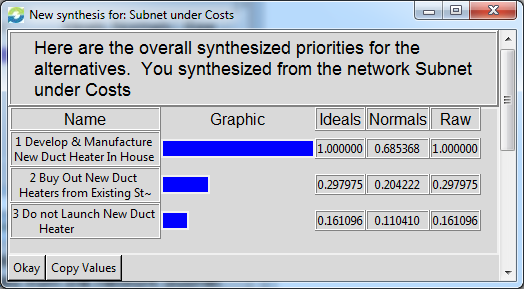 New synthesis for: Subnet under Costs
Here are the overall synthesized priorities for the
alternatives. You synthesized from the network Subnet
under Costs
Name Graphic Ideals Normals Raw
1 Develop & Manufacture
New Duct Heater In House
1.000000 0.685368 1.000000
2 Buy Out New Duct
Heaters from Existing St~
0.297975 0.204222 0.297975
3 Do not Launch New Duct
Heater
0.161096 0.110410 0.161096
Okay Copy Values